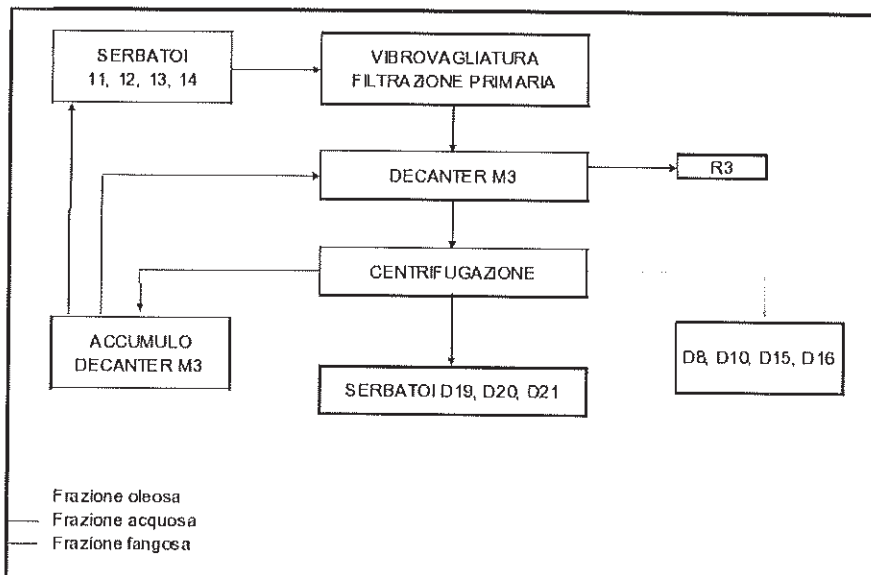 SERBATOI
11, 12, 13, 14
VIBROVAGLIATURA
FILTRAZIONE PRIMARIA
DECANTER M3
R3
CENTRIFUGAZIONE
ACCUMULO
DECANTER M3
D8, D10, D15, D16
SERBATOI D19, D20, D21
Frazione oleosa
Frazione acquosa
Frazione fangosa